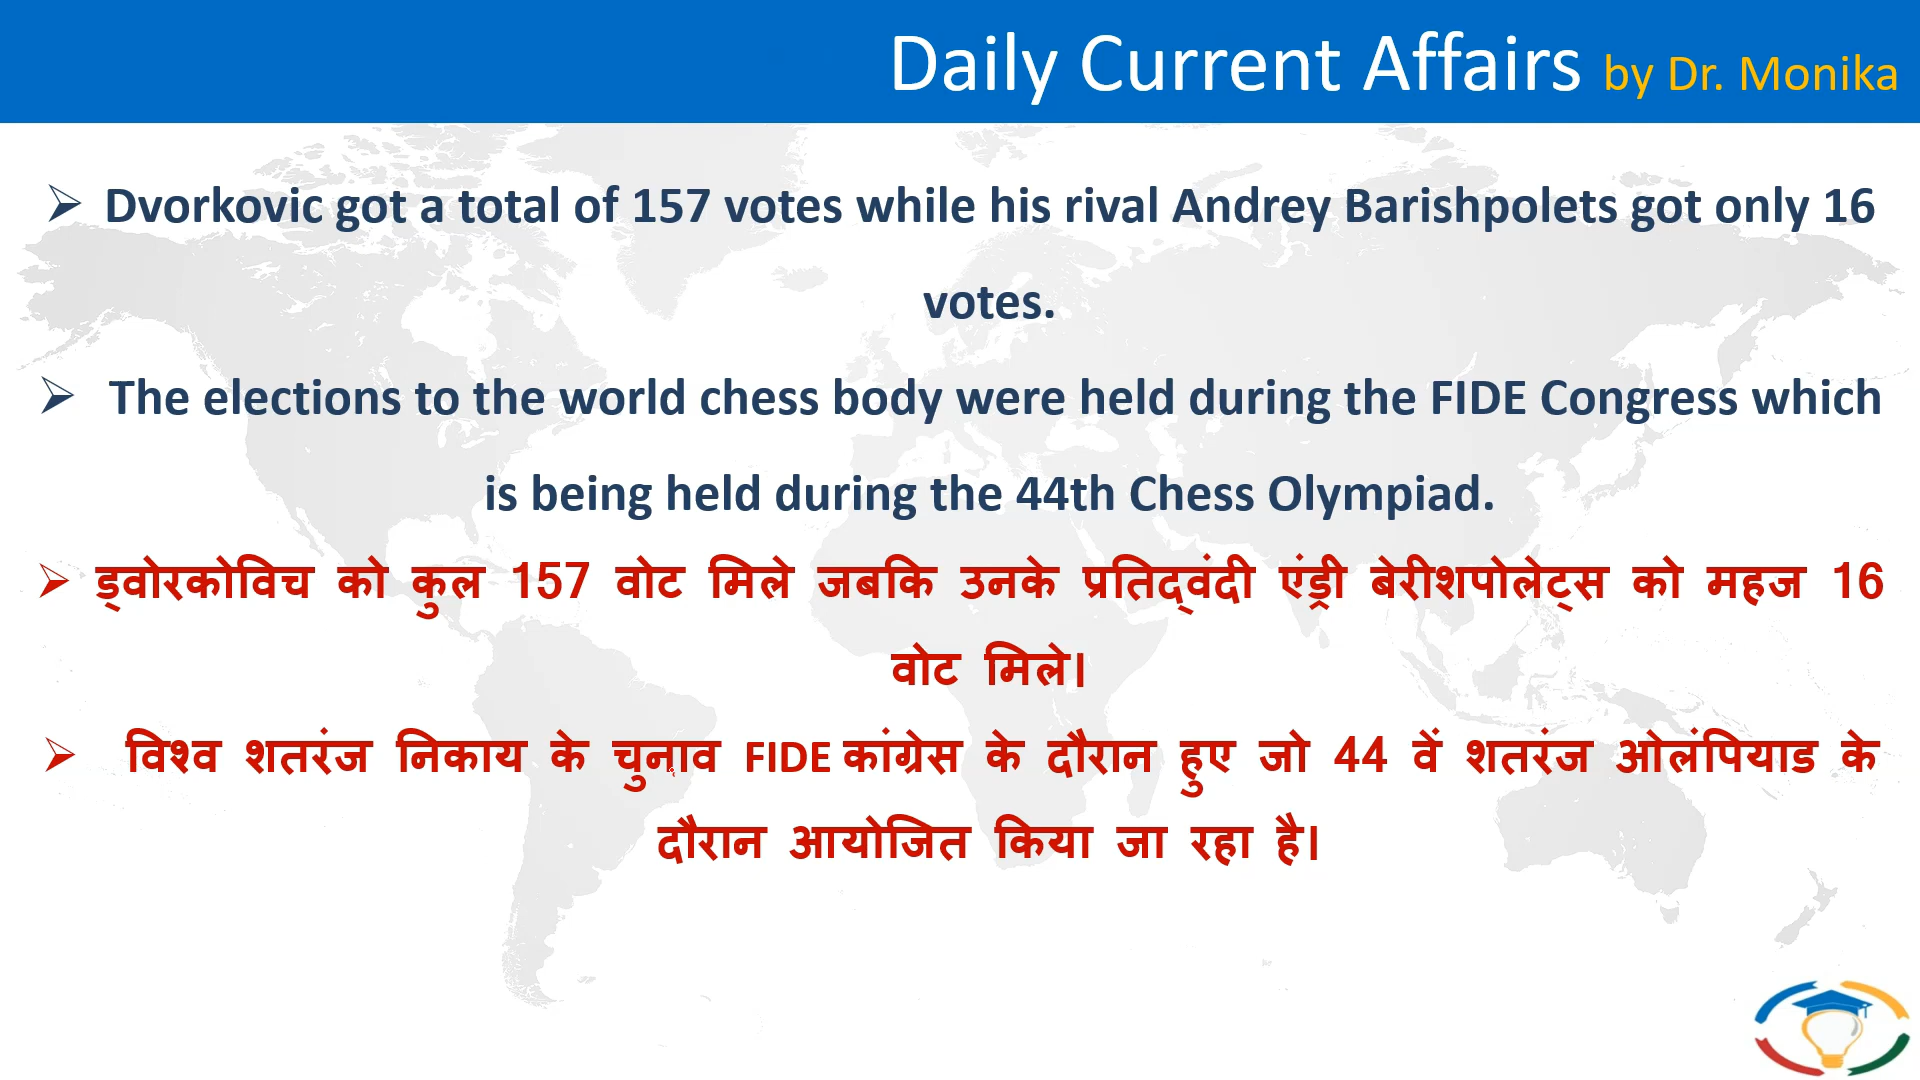 Daily Current Affairs by Dr. Monika
➢ Dvorkovic got a total of 157 votes while his rival Andrey Barishpolets got only 16
votes.
➢ The elections to the world chess body were held during the FIDE Congress which
is being held during the 44th Chess Olympiad.
➢ ड्वोरकोविच को कुल 157 वोट मिले जबकि उनके प्रतिद्वंदी एंड्री बेरीशपोलेट्स को महज 16
वोट मिले।
➢ विश्व शतरंज निकाय के चुनाव FIDE कांग्रेस के दौरान हुए जो 44 वें शतरंज ओलंपियाड के
दौरान आयोजित किया जा रहा है।